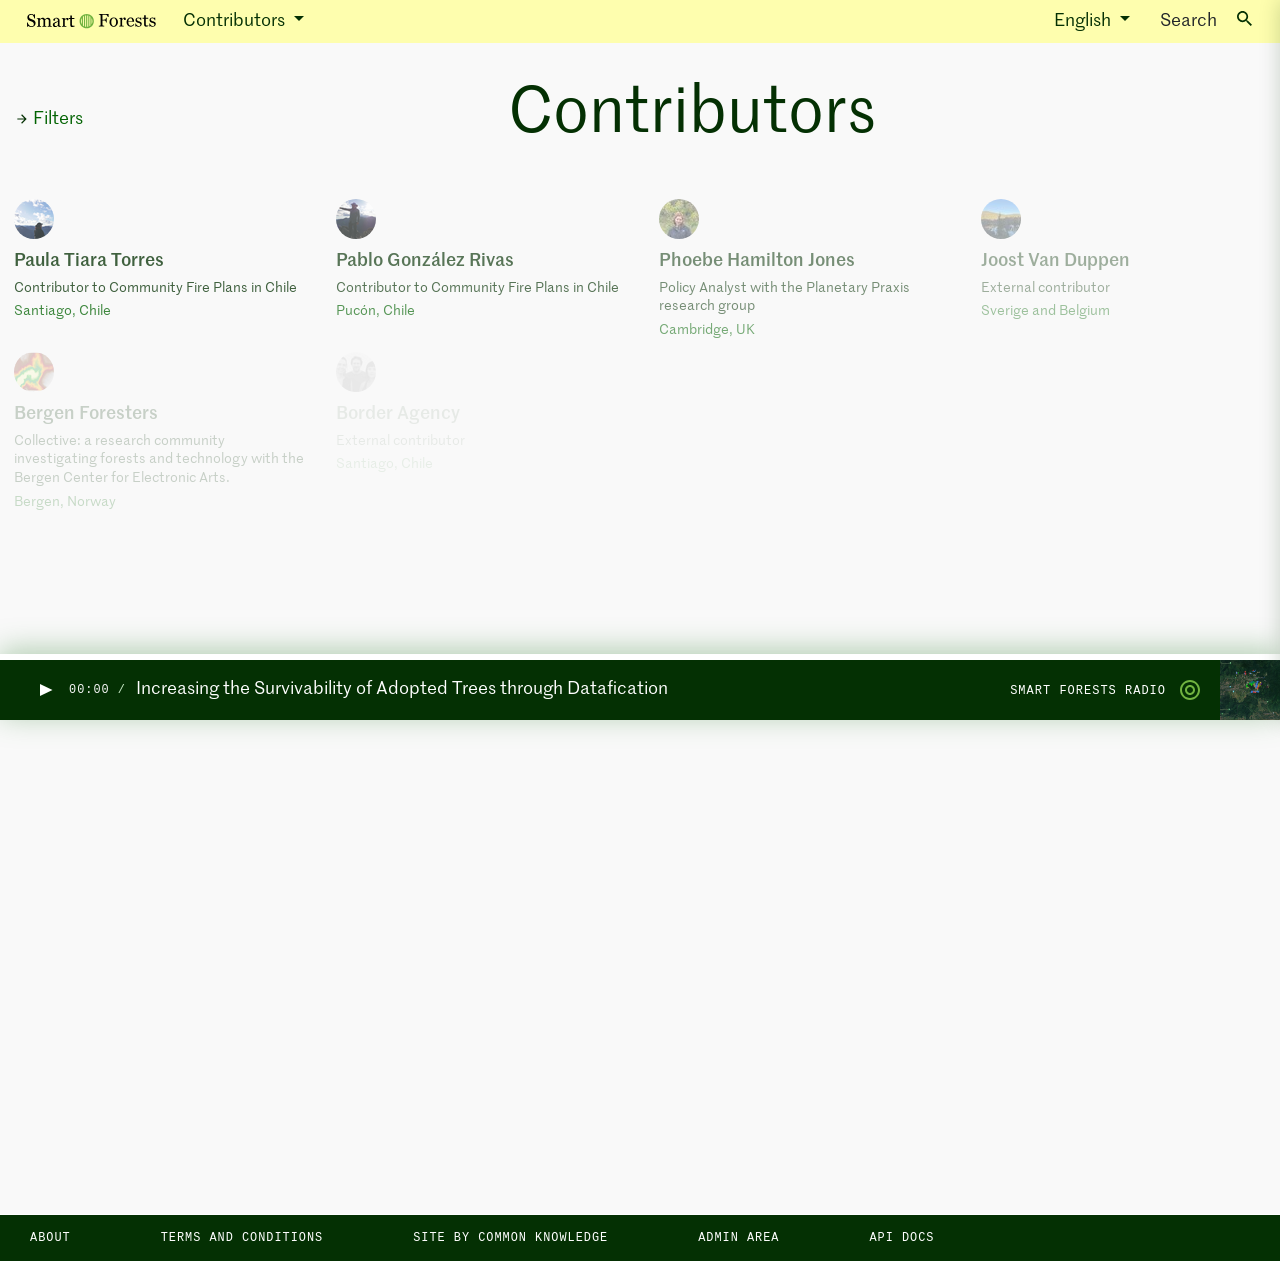 Smart Forests Contributors English Search
Filters
Contributors
Paula Tiara Torres
Contributor to Community Fire Plans in Chile
Santiago, Chile
Pablo González Rivas
Contributor to Community Fire Plans in Chile
Pucón, Chile
Phoebe Hamilton Jones
Policy Analyst with the Planetary Praxis
research group
Cambridge, UK
Joost Van Duppen
External contributor
Sverige and Belgium
Bergen Foresters
Collective: a research community
investigating forests and technology with the
Bergen Center for Electronic Arts.
Bergen, Norway
Border Agency
External contributor
Santiago, Chile
00:00 / Increasing the Survivability of Adopted Trees through Datafication SMART FORESTS RADIO
ABOUT TERMS AND CONDITIONS SITE BY COMMON KNOWLEDGE ADMIN AREA API DOCS